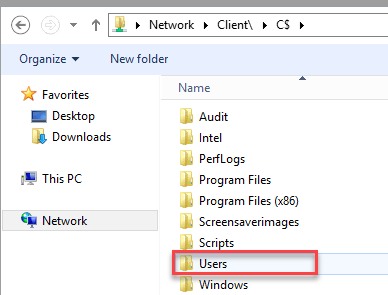 Network Client\ C$
Organize New folder
Name
Favorites
Desktop
Downloads
This PC
Network
Audit
Intel
PerfLogs
Program Files
Program Files (x86)
Screensaverimages
Scripts
Users
Windows